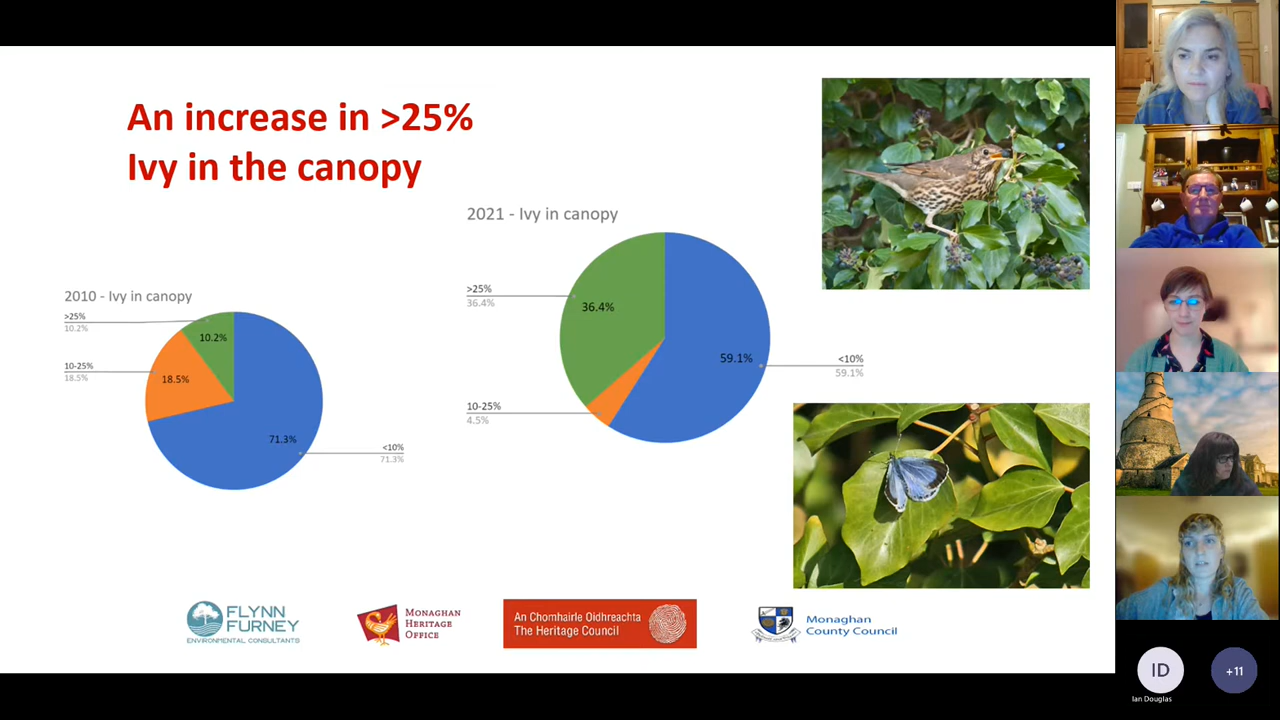 An increase in >25%
Ivy in the canopy
2010 - Ivy in canopy
>25%
10.2%
10.2%
10-25%
18.5%
18.5%
71.3%
<10%
71.3%
2021 - Ivy in canopy
>25%
36.4%
36.4%
59.1%
<10%
59.1%
10-25%
4.5%
FLYNN
FURNEY
ENVIRONMENTAL CONSULTANTS
MONAGHAN
HERITAGE
OFFICE
An Chomhairle Oidhreachta
The Heritage Council
Monaghan
County Council
ID
Ian Douglas
+11